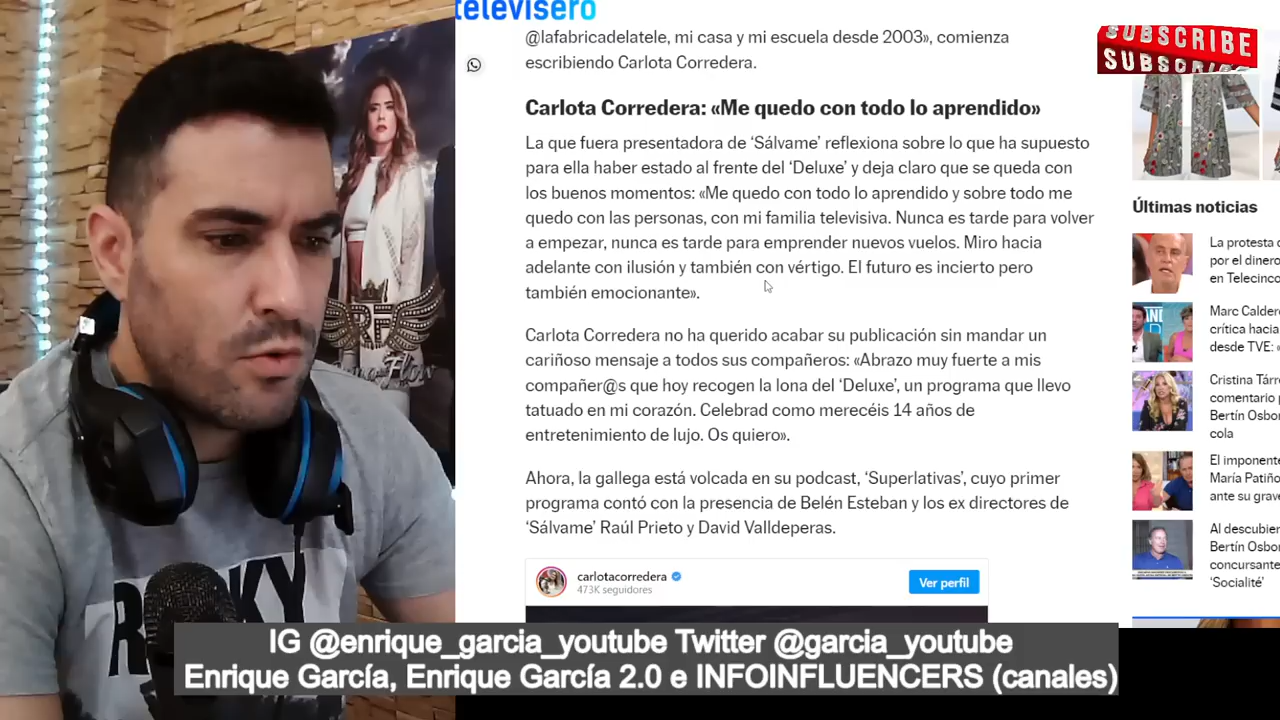 televisero
@lafabricadelatele, mi casa y mi escuela desde 2003», comienza
escribiendo Carlota Corredera.
Carlota Corredera: «Me quedo con todo lo aprendido»
La que fuera presentadora de ‘Sálvame’ reflexiona sobre lo que ha supuesto
para ella haber estado al frente del ‘Deluxe’ y deja claro que se queda con
los buenos momentos: «Me quedo con todo lo aprendido y sobre todo me
quedo con las personas, con mi familia televisiva. Nunca es tarde para volver
a empezar, nunca es tarde para emprender nuevos vuelos. Miro hacia
adelante con ilusión y también con vértigo. El futuro es incierto pero
también emocionante».
Carlota Corredera no ha querido acabar su publicación sin mandar un
cariñoso mensaje a todos sus compañeros: «Abrazo muy fuerte a mis
compañer@s que hoy recogen la lona del ‘Deluxe’, un programa que llevo
tatuado en mi corazón. Celebrad como merecéis 14 años de
entretenimiento de lujo. Os quiero».
Ahora, la gallega está volcada en su podcast, ‘Superlativas’, cuyo primer
programa contó con la presencia de Belén Esteban y los ex directores de
‘Sálvame’ Raúl Prieto y David Valldeperas.
carlotacorredera
473K seguidores
Ver perfil
SUBSCRIBE
SUBSCRIBE
Últimas noticias
La protesta
por el dinero
en Telecinco
Marc Calder
crítica hacia
desde TVE:
Cristina Tárr
comentario
Bertín Osbor
cola
El imponente
María Patiño
ante su grave
Al descubier
Bertín Osbor
concursante
‘Socialité’
RF
Flow
IG @enrique_garcia_youtube Twitter @garcia_youtube
Enrique García, Enrique García 2.0 e INFOINFLUENCERS (canales)